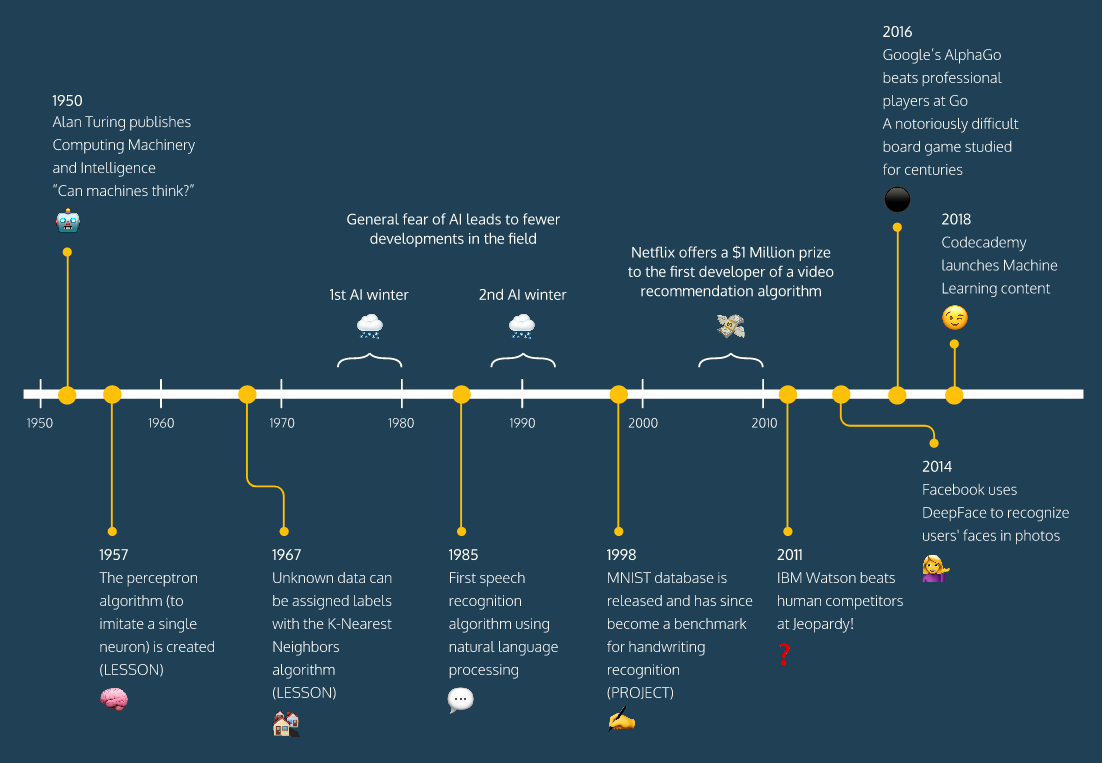 1950
Alan Turing publishes
Computing Machinery
and Intelligence
“Can machines think?”
General fear of AI leads to fewer
developments in the field
1st AI winter
2nd AI winter
Netflix offers a $1 Million prize
to the first developer of a video
recommendation algorithm
2016
Google's AlphaGo
beats professional
players at Go
A notoriously difficult
board game studied
for centuries
2018
Codecademy
launches Machine
Learning content
1950
1960
1970
1980
1990
2000
2010
1957
The perceptron
algorithm (to
imitate a single
neuron) is created
(LESSON)
1967
Unknown data can
be assigned labels
with the K-Nearest
Neighbors
algorithm
(LESSON)
1985
First speech
recognition
algorithm using
natural language
processing
1998
MNIST database is
released and has since
become a benchmark
for handwriting
recognition
(PROJECT)
2011
IBM Watson beats
human competitors
at Jeopardy!
2014
Facebook uses
DeepFace to recognize
users' faces in photos